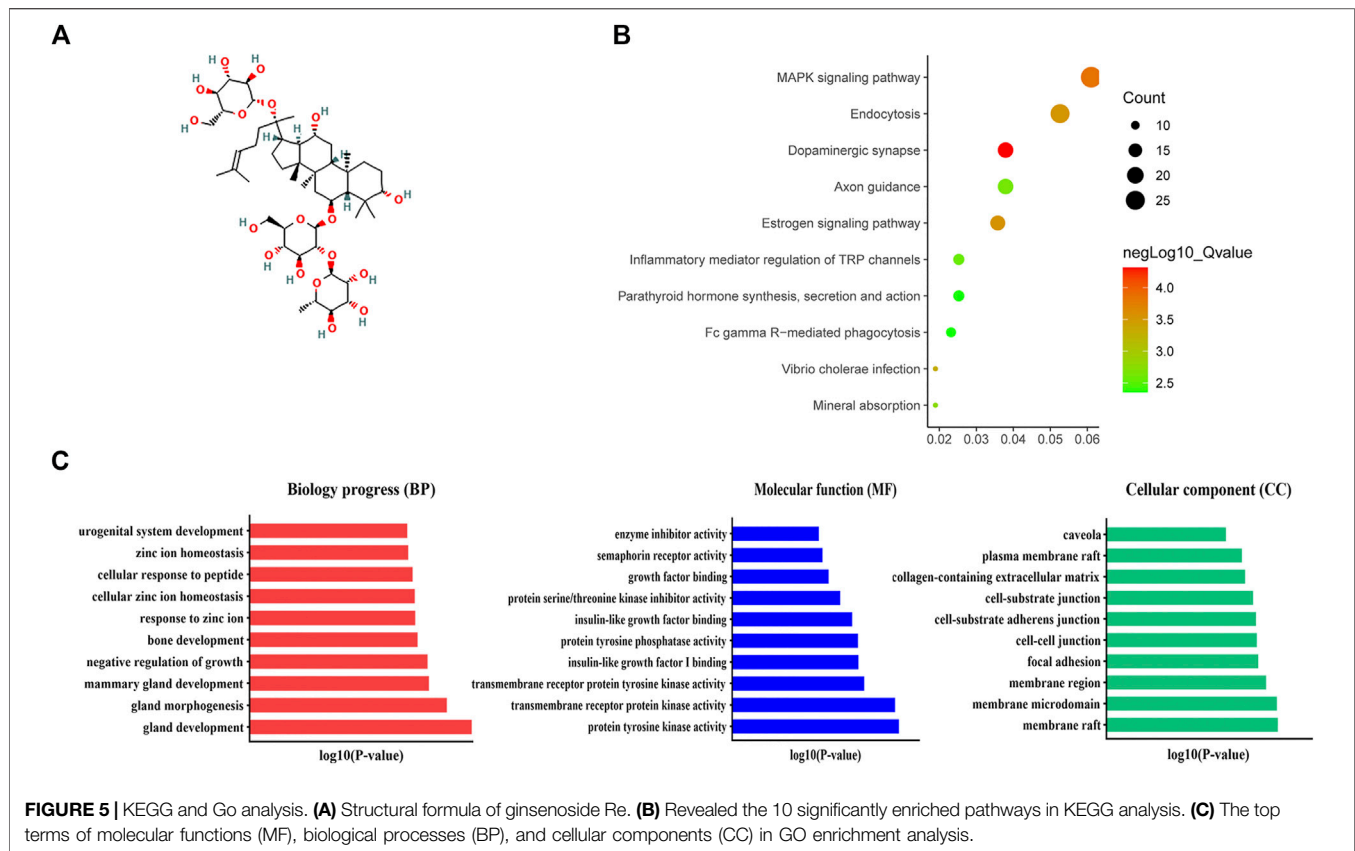 A
B
H
H
O
O
H
O
H
O
O
O
H
O
H
O
H
H
H
H
H
O
H
O
O
H
O
O
H
O
H
O
O
H
O
O
H
O
H
O
H
MAPK signaling pathway
Endocytosis
Dopaminergic synapse
Axon guidance
Estrogen signaling pathway
Inflammatory mediator regulation of TRP channels
Parathyroid hormone synthesis, secretion and action
Fc gamma R−mediated phagocytosis
Vibrio cholerae infection
Mineral absorption
0.02 0.03 0.04 0.05 0.06
Count
10
15
20
25
negLog10_Qvalue
4.0
3.5
3.0
2.5
C
Biology progress (BP)
urogenital system development
zinc ion homeostasis
cellular response to peptide
cellular zinc ion homeostasis
response to zinc ion
bone development
negative regulation of growth
mammary gland development
gland morphogenesis
gland development
log10(P-value)
Molecular function (MF)
enzyme inhibitor activity
semaphorin receptor activity
growth factor binding
protein serine/threonine kinase inhibitor activity
insulin-like growth factor binding
protein tyrosine phosphatase activity
insulin-like growth factor I binding
transmembrane receptor protein tyrosine kinase activity
transmembrane receptor protein kinase activity
protein tyrosine kinase activity
log10(P-value)
Cellular component (CC)
caveola
plasma membrane raft
collagen-containing extracellular matrix
cell-substrate junction
cell-substrate adherens junction
cell-cell junction
focal adhesion
membrane region
membrane microdomain
membrane raft
log10(P-value)
FIGURE 5 | KEGG and Go analysis. (A) Structural formula of ginsenoside Re. (B) Revealed the 10 significantly enriched pathways in KEGG analysis. (C) The top
terms of molecular functions (MF), biological processes (BP), and cellular components (CC) in GO enrichment analysis.